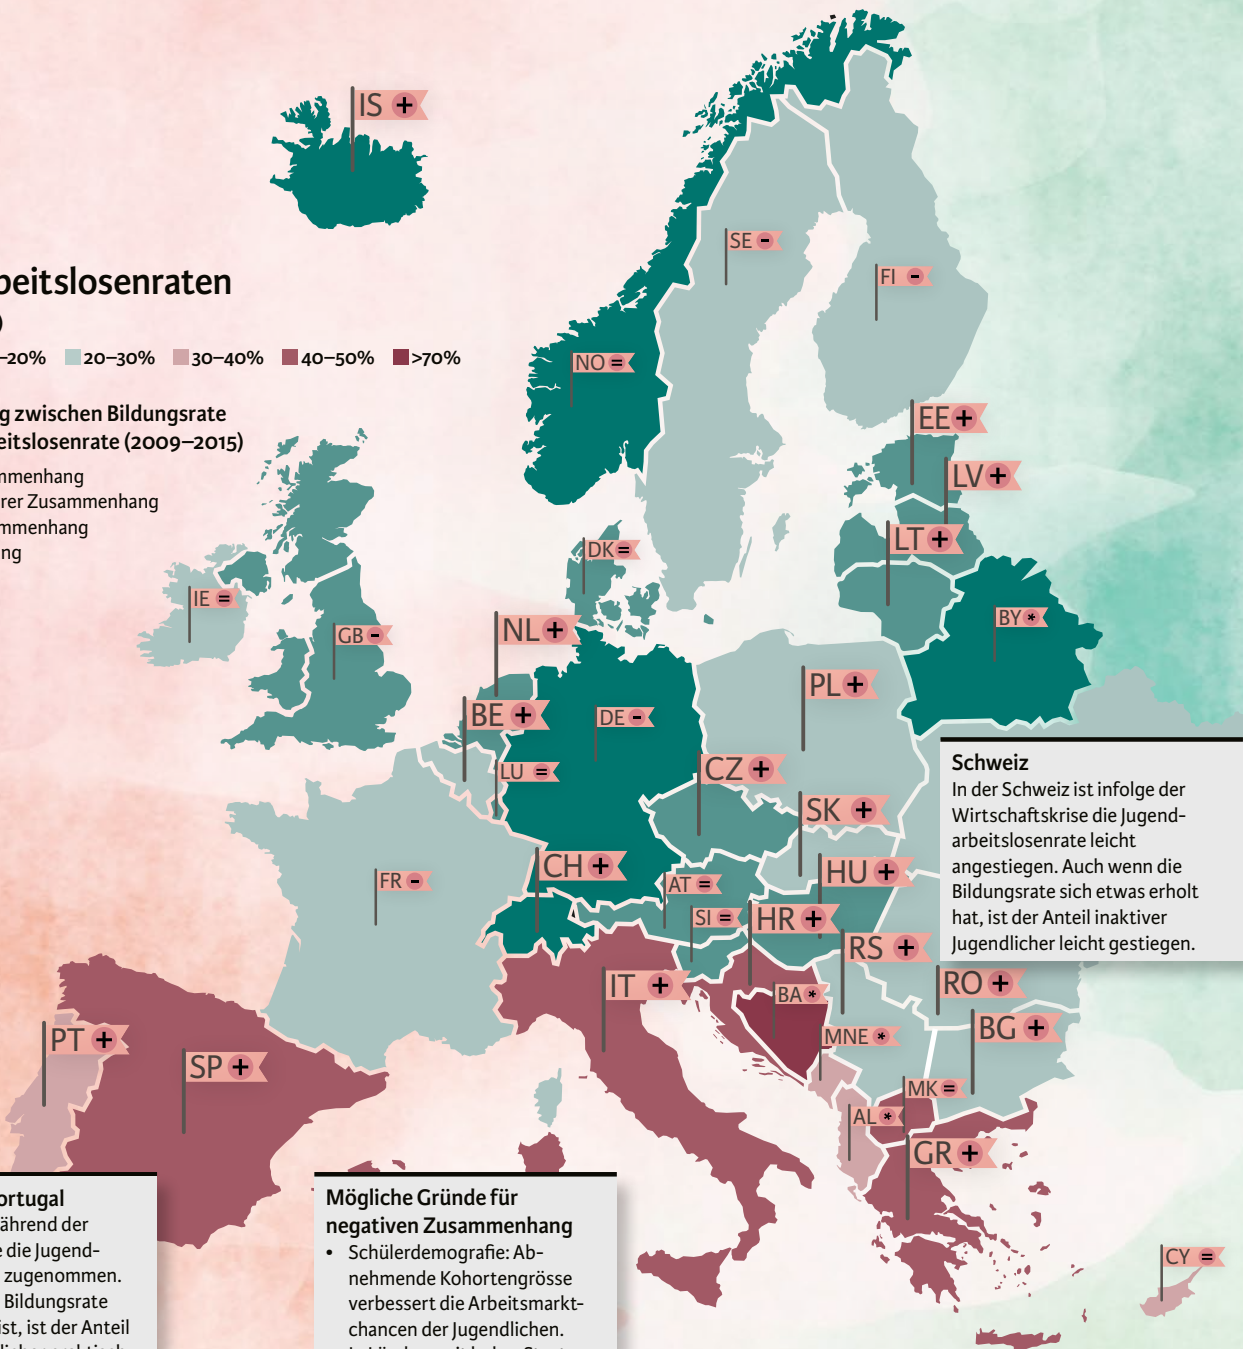 IS +
beitslosenraten
)
–20% 20–30% 30–40% 40–50% >70%
g zwischen Bildungsrate
eitslosenrate (2009–2015)
mmenhang
rer Zusammenhang
mmenhang
ng
SE -
FI -
NO =
EE +
LV +
LT +
DK =
IE =
GB -
NL +
BY *
PL +
BE +
DE -
LU =
CZ +
SK +
CH +
FR -
AT =
HU +
SI =
HR +
RS +
IT +
BA *
RO +
MNE *
BG +
PT +
SP +
MK =
AL *
GR +
CY =
Schweiz
In der Schweiz ist infolge der
Wirtschaftskrise die Jugend-
arbeitslosenrate leicht
angestiegen. Auch wenn die
Bildungsrate sich etwas erholt
hat, ist der Anteil inaktiver
Jugendlicher leicht gestiegen.
ortugal
ährend der
e die Jugend-
zugenommen.
Bildungsrate
ist, ist der Anteil
Mögliche Gründe für
negativen Zusammenhang
• Schülerdemografie: Ab-
nehmende Kohortengrösse
verbessert die Arbeitsmarkt-
chancen der Jugendlichen.